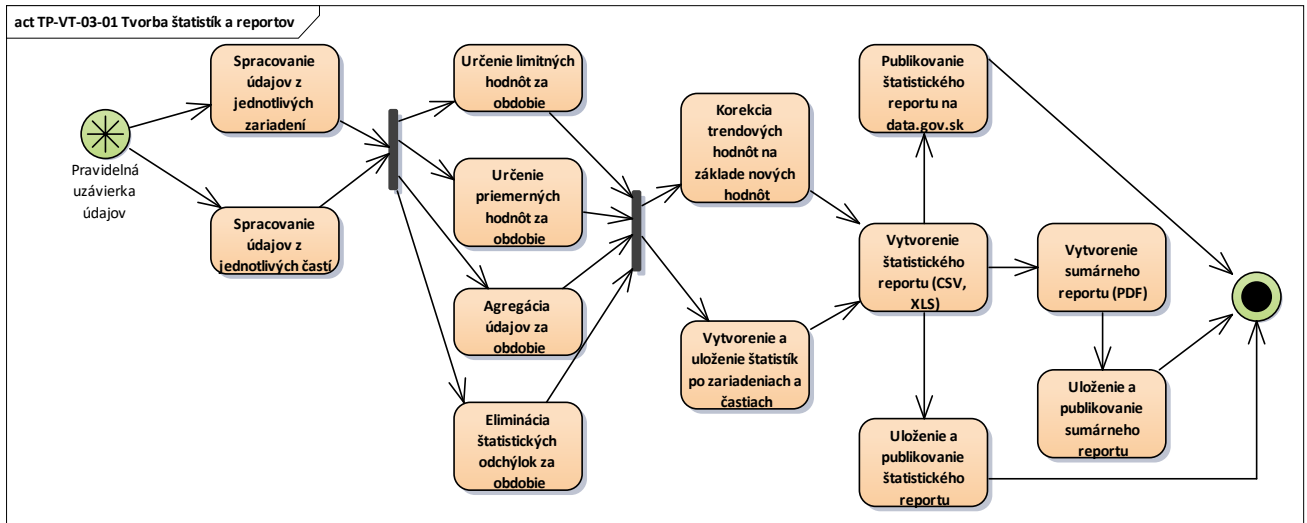 act TP-VT-03-01 Tvorba štatistík a reportov
Pravidelná
uzávierka
údajov
Spracovanie
údajov z
jednotlivých
zariadení
Spracovanie
údajov z
jednotlivých častí
Určenie limitných
hodnôt za
obdobie
Určenie
priemerných
hodnôt za
obdobie
Agregácia
údajov za
obdobie
Eliminácia
štatistických
odchýlok za
obdobie
Korekcia
trendových
hodnôt na
základe nových
hodnôt
Vytvorenie a
uloženie štatistík
po zariadeniach a
častiach
Publikovanie
štatistického
reportu na
data.gov.sk
Vytvorenie
štatistického
reportu (CSV,
XLS)
Uloženie a
publikovanie
štatistického
reportu
Vytvorenie
sumárneho
reportu (PDF)
Uloženie a
publikovanie
sumárneho
reportu